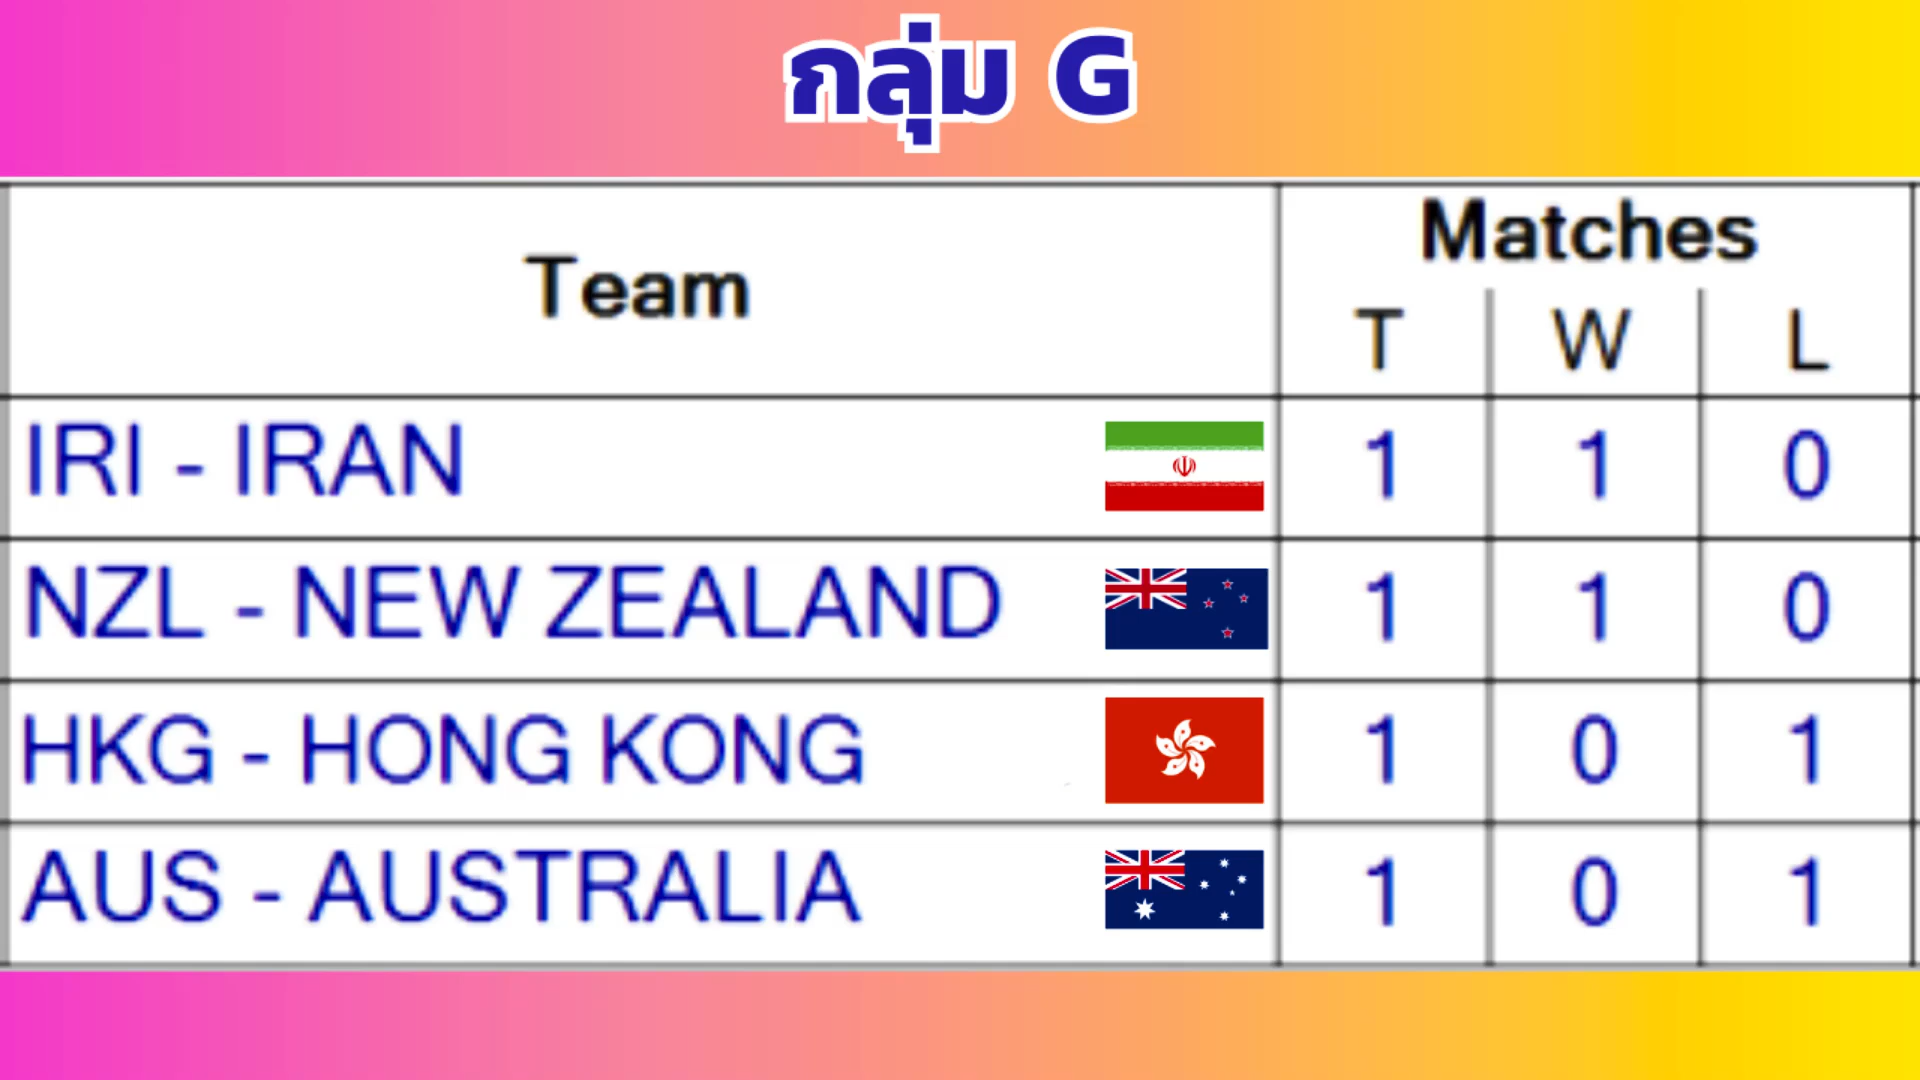 กลุ่ม G
Team Matches
T W L
IRI - IRAN 1 1 0
NZL - NEW ZEALAND 1 1 0
HKG - HONG KONG 1 0 1
AUS - AUSTRALIA 1 0 1